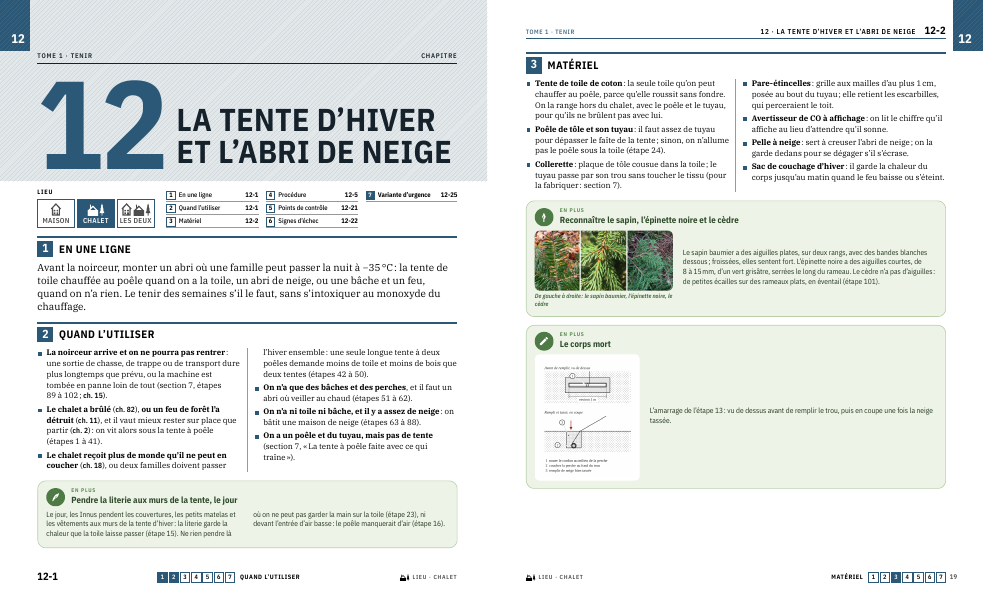 12
TOME 1 · TENIR
CHAPITRE
12
LA TENTE D’HIVER
ET L’ABRI DE NEIGE
LIEU
MAISON
CHALET
LES DEUX
1 En une ligne 12-1
2 Quand l’utiliser 12-1
3 Matériel 12-2
4 Procédure 12-5
5 Points de contrôle 12-21
6 Signes d’échec 12-22
7 Variante d’urgence 12-25
1 EN UNE LIGNE
Avant la noirceur, monter un abri où une famille peut passer la nuit à −35 °C : la tente de
toile chauffée au poêle quand on a la toile, un abri de neige, ou une bâche et un feu,
quand on n’a rien. Le tenir des semaines s’il le faut, sans s’intoxiquer au monoxyde du
chauffage.
2 QUAND L’UTILISER
La noirceur arrive et on ne pourra pas rentrer :
une sortie de chasse, de trappe ou de transport dure
plus longtemps que prévu, ou la machine est
tombée en panne loin de tout (section 7, étapes
89 à 102 ; ch. 15).
Le chalet a brûlé (ch. 82), ou un feu de forêt l’a
détruit (ch. 11), et il vaut mieux rester sur place que
partir (ch. 2) : on vit alors sous la tente à poêle
(étapes 1 à 41).
Le chalet reçoit plus de monde qu’il ne peut en
coucher (ch. 18), ou deux familles doivent passer
l’hiver ensemble : une seule longue tente à deux
poêles demande moins de toile et moins de bois que
deux tentes (étapes 42 à 50).
On n’a que des bâches et des perches, et il faut un
abri où veiller au chaud (étapes 51 à 62).
On n’a ni toile ni bâche, et il y a assez de neige : on
bâtit une maison de neige (étapes 63 à 88).
On a un poêle et du tuyau, mais pas de tente
(section 7, « La tente à poêle faite avec ce qui
traîne »).
EN PLUS
Pendre la literie aux murs de la tente, le jour
Le jour, les Innus pendent les couvertures, les petits matelas et
les vêtements aux murs de la tente d’hiver : la literie garde la
chaleur que la toile laisse passer (étape 15). Ne rien pendre là
où on ne peut pas garder la main sur la toile (étape 23), ni
devant l’entrée d’air basse : le poêle manquerait d’air (étape 16).
12-1
1 2 3 4 5 6 7 QUAND L’UTILISER
LIEU · CHALET
TOME 1 · TENIR
12 · LA TENTE D’HIVER ET L’ABRI DE NEIGE 12-2
12
3 MATÉRIEL
Tente de toile de coton : la seule toile qu’on peut
chauffer au poêle, parce qu’elle roussit sans fondre.
On la range hors du chalet, avec le poêle et le tuyau,
pour qu’ils ne brûlent pas avec lui.
Poêle de tôle et son tuyau : il faut assez de tuyau
pour dépasser le faîte de la tente ; sinon, on n’allume
pas le poêle sous la toile (étape 24).
Collerette : plaque de tôle cousue dans la toile ; le
tuyau passe par son trou sans toucher le tissu (pour
la fabriquer : section 7).
Pare-étincelles : grille aux mailles d’au plus 1 cm,
posée au bout du tuyau ; elle retient les escarbilles,
qui perceraient le toit.
Avertisseur de CO à affichage : on lit le chiffre qu’il
affiche au lieu d’attendre qu’il sonne.
Pelle à neige : sert à creuser l’abri de neige ; on la
garde dedans pour se dégager s’il s’écrase.
Sac de couchage d’hiver : il garde la chaleur du
corps jusqu’au matin quand le feu baisse ou s’éteint.
EN PLUS
Reconnaître le sapin, l’épinette noire et le cèdre
De gauche à droite : le sapin baumier, l’épinette noire, le
cèdre
Le sapin baumier a des aiguilles plates, sur deux rangs, avec des bandes blanches
dessous ; froissées, elles sentent fort. L’épinette noire a des aiguilles courtes, de
8 à 15 mm, d’un vert grisâtre, serrées le long du rameau. Le cèdre n’a pas d’aiguilles :
de petites écailles sur des rameaux plats, en éventail (étape 101).
EN PLUS
Le corps mort
Avant de remplir, vu de dessus
Rempli et tassé, en coupe
L’amarrage de l’étape 13 : vu de dessus avant de remplir le trou, puis en coupe une fois la neige
tassée.
LIEU · CHALET
MATÉRIEL 1 2 3 4 5 6 7 19